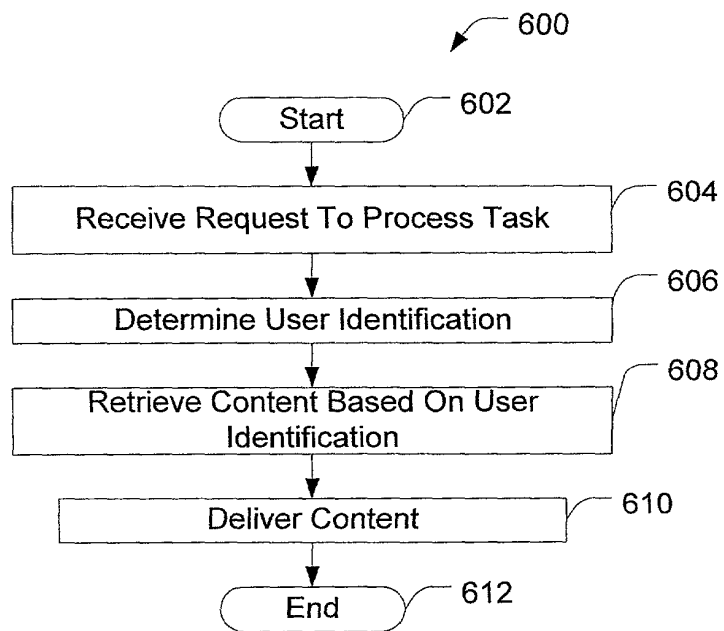 600
Start
602
Receive Request To Process Task
604
Determine User Identification
606
Retrieve Content Based On User
Identification
608
Deliver Content
610
End
612